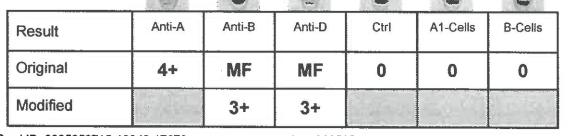 Result Anti-A Anti-B Anti-D Ctrl A1-Cells B-Cells
Original 4+ MF MF 0 0 0
Modified 3+ 3+